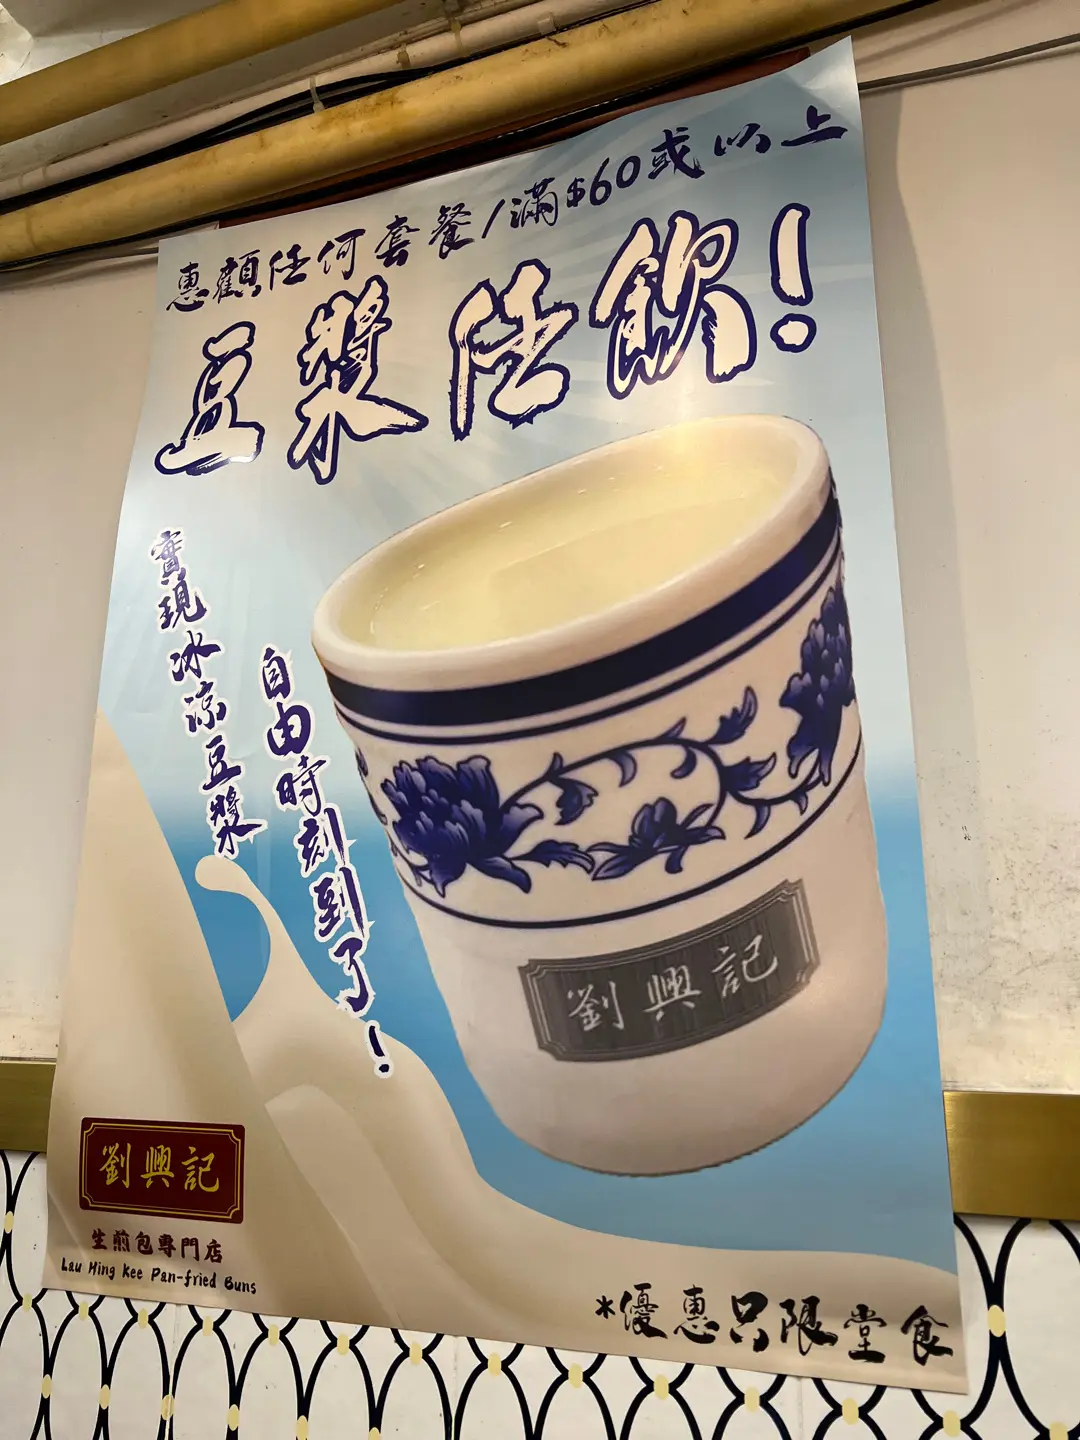 惠顧任何套餐/滿$60或以上
豆漿任飲!
實現冰涼豆漿
自由時刻到了!
劉興記
劉興記
生煎包專門店
Lau Hing Kee Pan-fried Buns
*優惠只限堂食